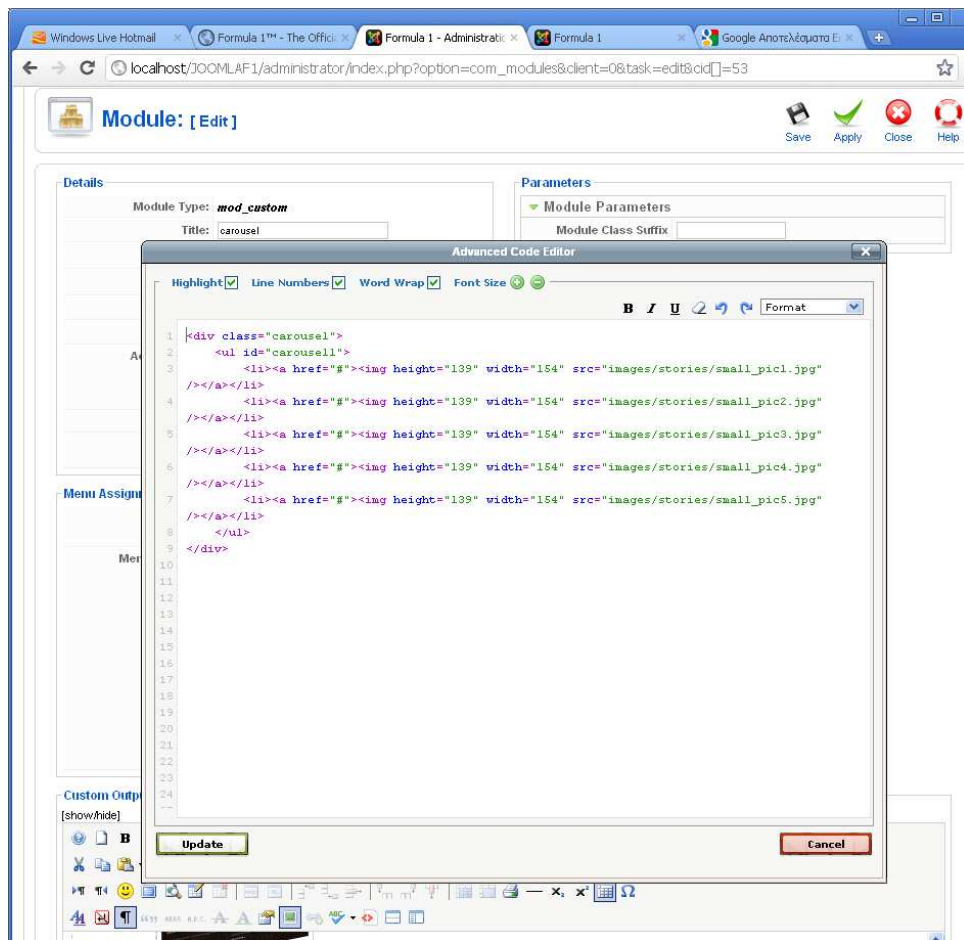 Windows Live Hotmail
Formula 1™ - The Offici
Formula 1 - Administratic
Formula 1
Google Αποτελέσματα Ε
localhost/JOOMLAF1/administrator/index.php?option=com_modules&client=0&task=edit&cid[]=53
Module: [ Edit ]
Save Apply Close Help
Details
Parameters
Module Type: mod_custom
Module Parameters
Title: carousel
Module Class Suffix
Advanced Code Editor
Highlight Line Numbers Word Wrap Font Size
B I U Format
1 <div class="carousel">
2 <ul id="carousel1">
3 <li><a href="#"><img height="139" width="154" src="images/stories/small_pic1.jpg"
/></a></li>
4 <li><a href="#"><img height="139" width="154" src="images/stories/small_pic2.jpg"
/></a></li>
5 <li><a href="#"><img height="139" width="154" src="images/stories/small_pic3.jpg"
/></a></li>
6 <li><a href="#"><img height="139" width="154" src="images/stories/small_pic4.jpg"
/></a></li>
7 <li><a href="#"><img height="139" width="154" src="images/stories/small_pic5.jpg"
/></a></li>
8 </ul>
9 </div>
10
11
12
13
14
15
16
17
18
19
20
21
22
23
24
Ac
Menu Assignn
Men
Custom Outp
[show/hide]
Update
Cancel
B